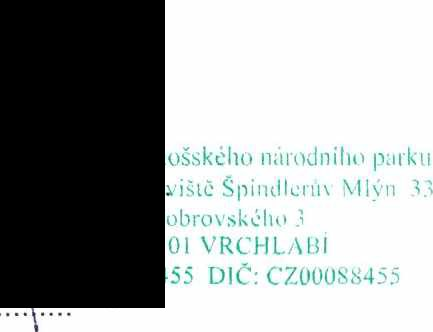 ošského národního parku
viště Špindlerův Mlýn 33
obrovského 3
01 VRCHLABÍ
55 DIČ: CZ00088455